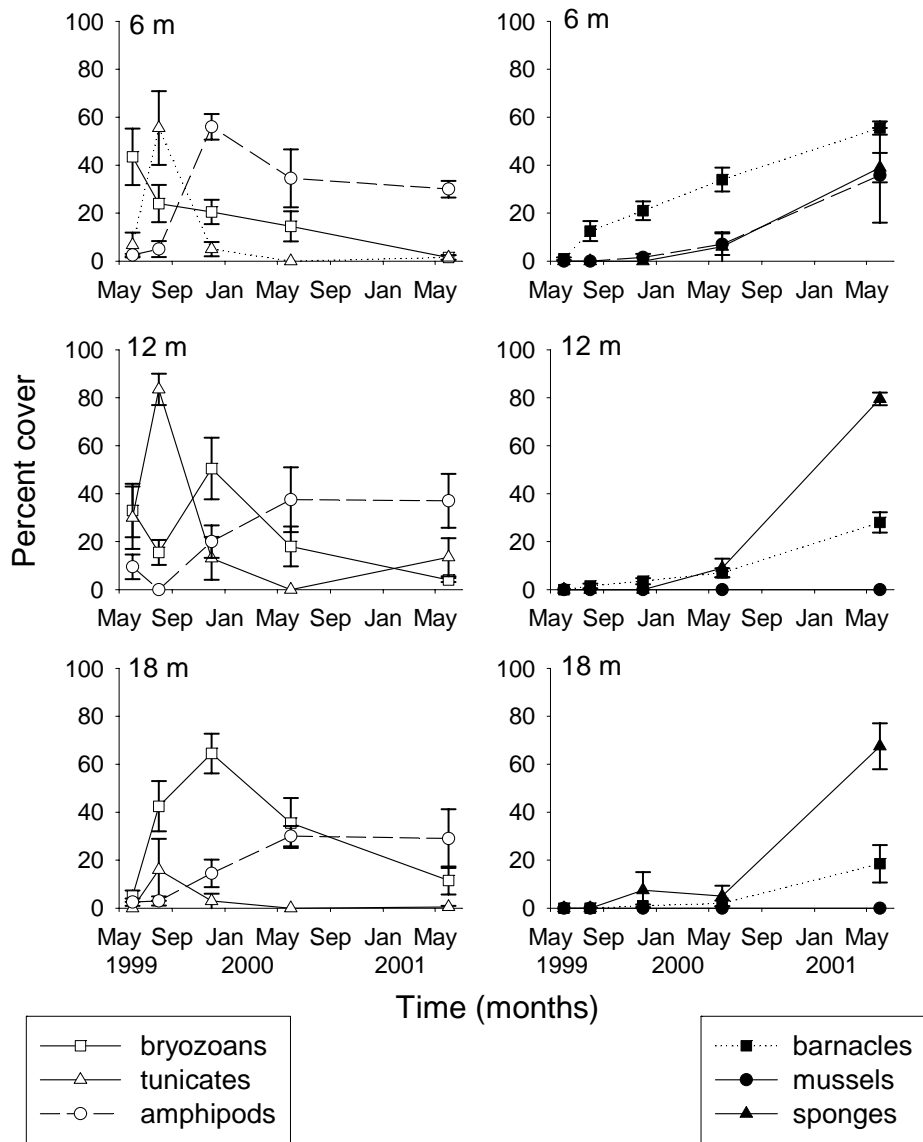 6 m
6 m
100
80
60
40
20
0
100
80
60
40
20
0
May Sep Jan May Sep Jan May
May Sep Jan May Sep Jan May
12 m
12 m
Percent cover
100
80
60
40
20
0
100
80
60
40
20
0
May Sep Jan May Sep Jan May
May Sep Jan May Sep Jan May
18 m
18 m
100
80
60
40
20
0
100
80
60
40
20
0
May Sep Jan May Sep Jan May
May Sep Jan May Sep Jan May
1999 2000 2001
1999 2000 2001
Time (months)
bryozoans
tunicates
amphipods
barnacles
mussels
sponges